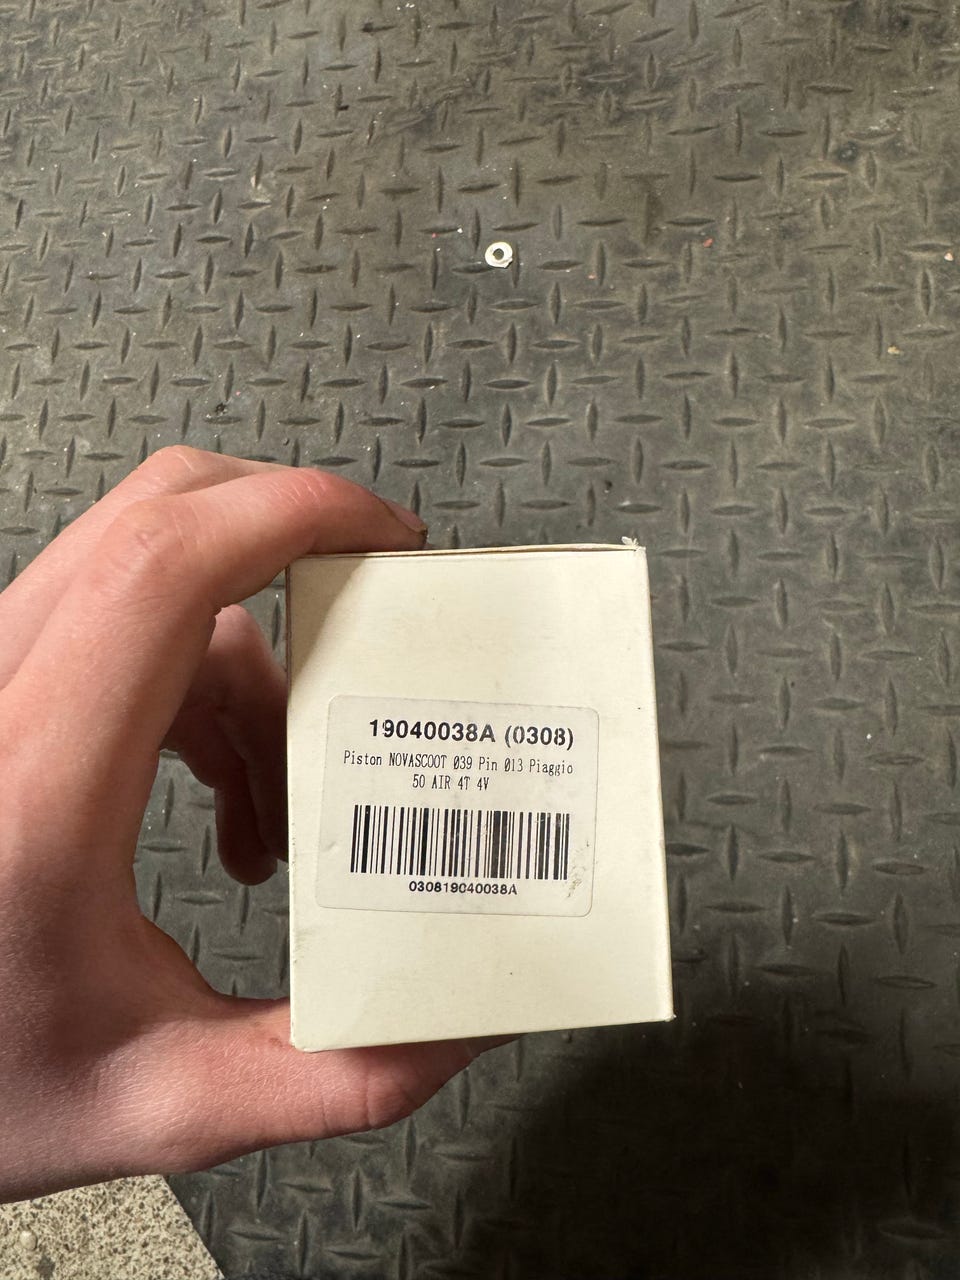 19040038A (0308)
Piston NOVASCOOT Ø39 Pin Ø13 Piaggio
50 AIR 4T 4V
030819040038A